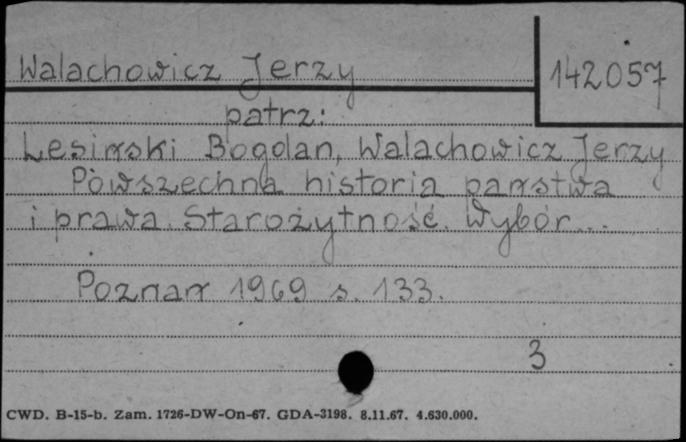 Walachowicz Jerzy
142057
patrz:
Lesiński Bogdan, Walachowicz Jerzy
Powszechna historia państwa
i prawa. Starożytność. Wybór...
Poznań 1969 s. 133.
3
CWD. B-15-b. Zam. 1726-DW-On-67. GDA-3198. 8.11.67. 4.630.000.